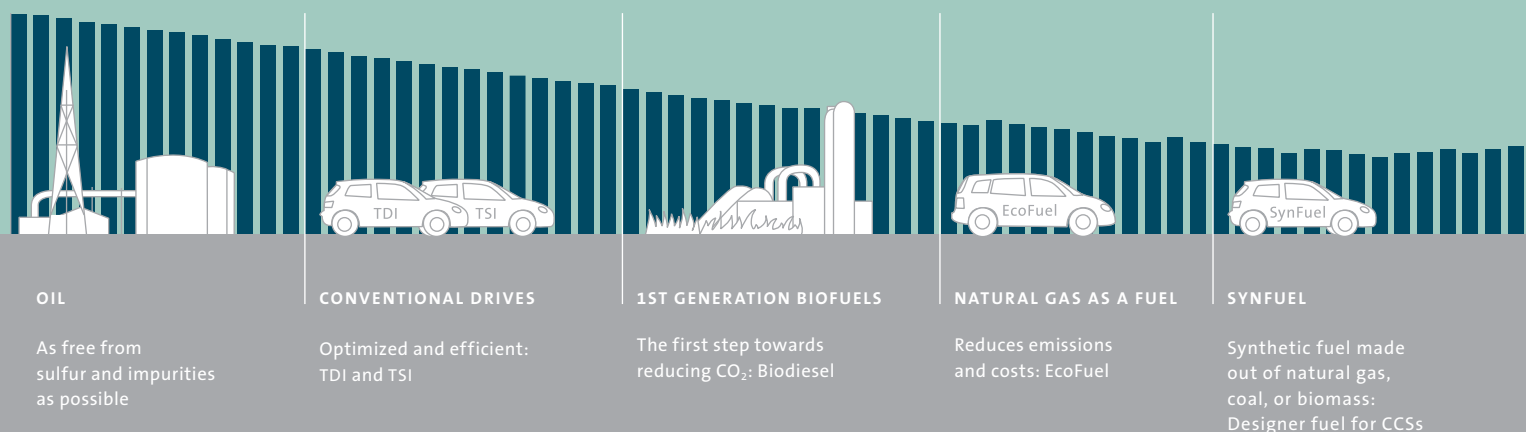 TDI
TSI
EcoFuel
SynFuel
OIL
As free from
sulfur and impurities
as possible
CONVENTIONAL DRIVES
Optimized and efficient:
TDI and TSI
1ST GENERATION BIOFUELS
The first step towards
reducing CO₂: Biodiesel
NATURAL GAS AS A FUEL
Reduces emissions
and costs: EcoFuel
SYNFUEL
Synthetic fuel made
out of natural gas,
coal, or biomass:
Designer fuel for CCSs